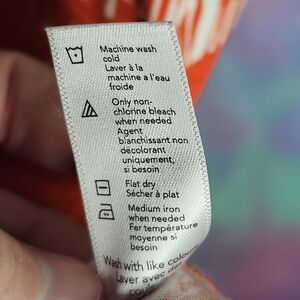 Machine wash
cold
Laver à la
machine a l'eau
froide
Only non-
chlorine bleach
when needed
Agent
blanchissant non
décolorant
uniquement,
si besoin
Flat dry
Sécher à plat
Medium iron
when needed
Fer température
moyenne si
besoin
Wash with like
Laver avec